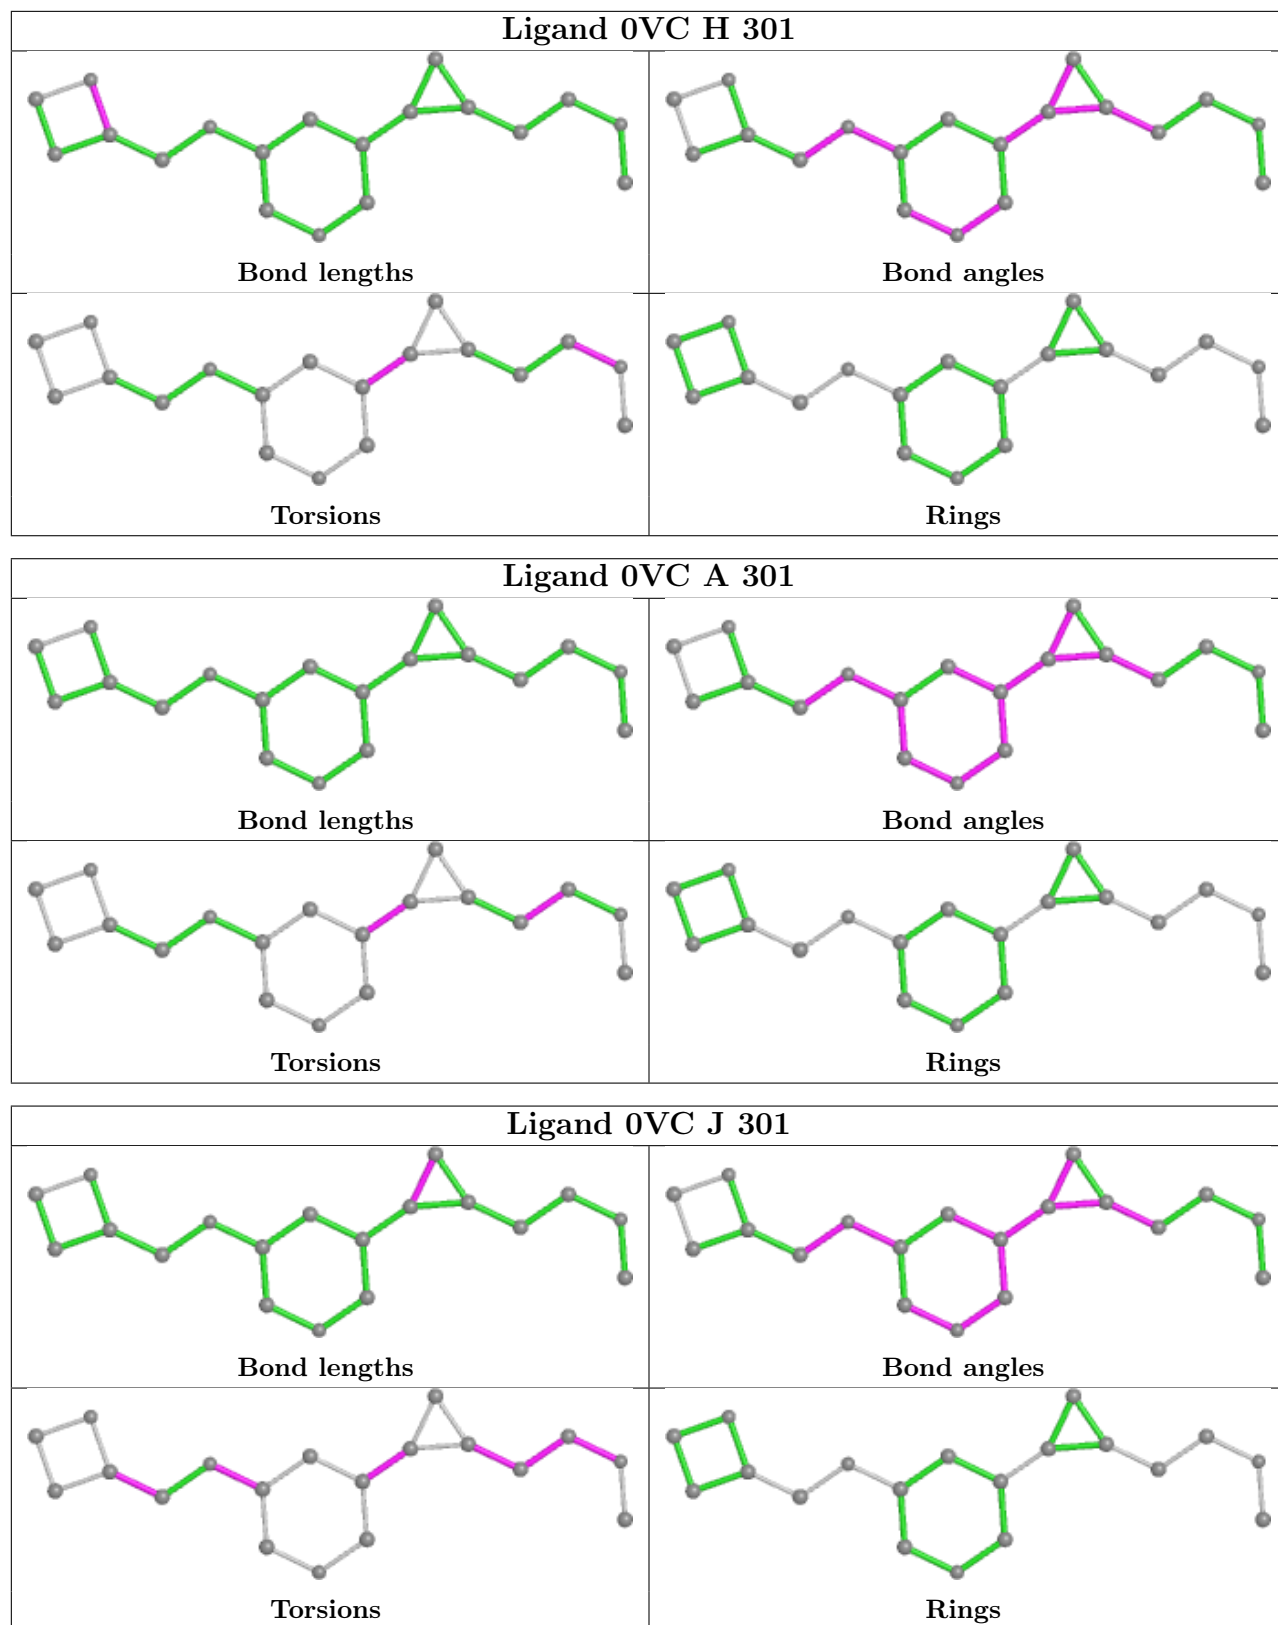 Ligand 0VC H 301
Bond lengths
Bond angles
Torsions
Rings
Ligand 0VC A 301
Bond lengths
Bond angles
Torsions
Rings
Ligand 0VC J 301
Bond lengths
Bond angles
Torsions
Rings